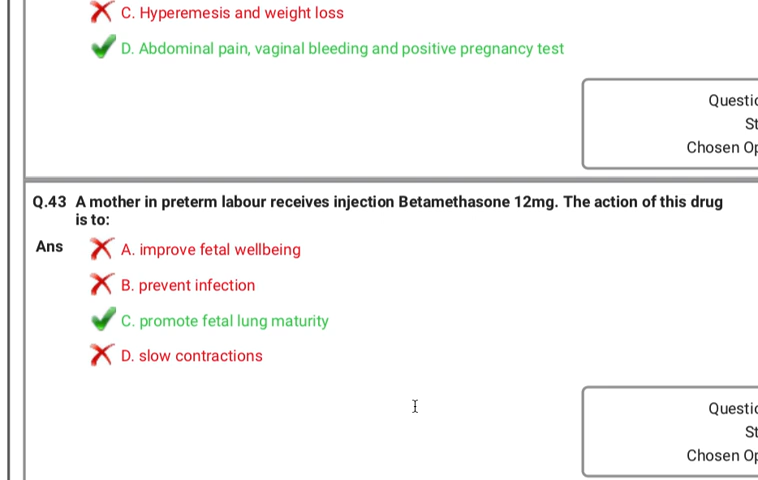 C. Hyperemesis and weight loss
D. Abdominal pain, vaginal bleeding and positive pregnancy test
Q.43 A mother in preterm labour receives injection Betamethasone 12mg. The action of this drug
is to:
Ans
A. improve fetal wellbeing
B. prevent infection
C. promote fetal lung maturity
D. slow contractions
Chosen
Chosen